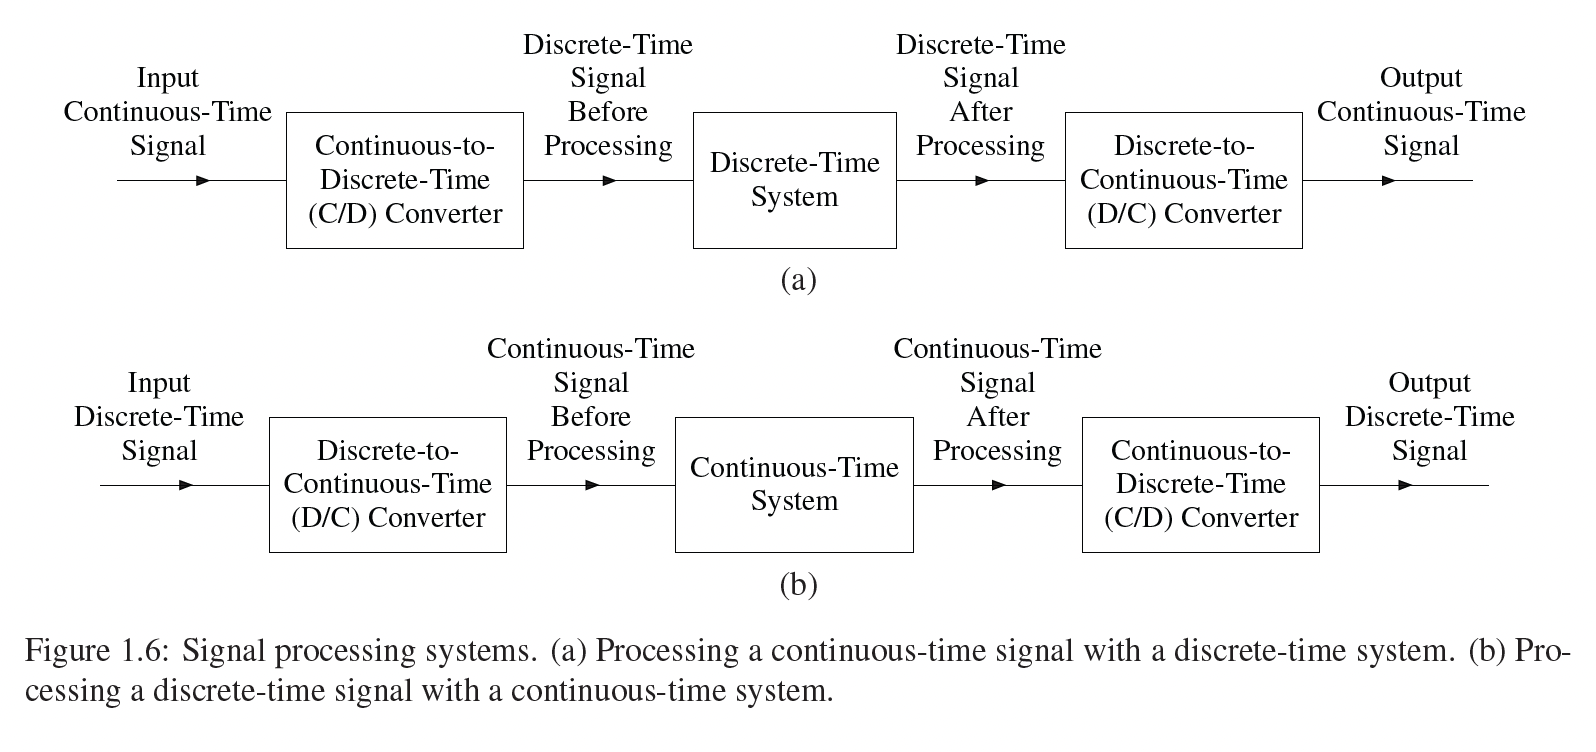 Input
Continuous-Time
Signal
Continuous-to-
Discrete-Time
(C/D) Converter
Discrete-Time
Signal
Before
Processing
Discrete-Time
System
Discrete-Time
Signal
After
Processing
Discrete-to-
Continuous-Time
(D/C) Converter
Output
Continuous-Time
Signal
(a)
Input
Discrete-Time
Signal
Discrete-to-
Continuous-Time
(D/C) Converter
Continuous-Time
Signal
Before
Processing
Continuous-Time
System
Continuous-Time
Signal
After
Processing
Continuous-to-
Discrete-Time
(C/D) Converter
Output
Discrete-Time
Signal
(b)
Figure 1.6: Signal processing systems. (a) Processing a continuous-time signal with a discrete-time system. (b) Pro-
cessing a discrete-time signal with a continuous-time system.